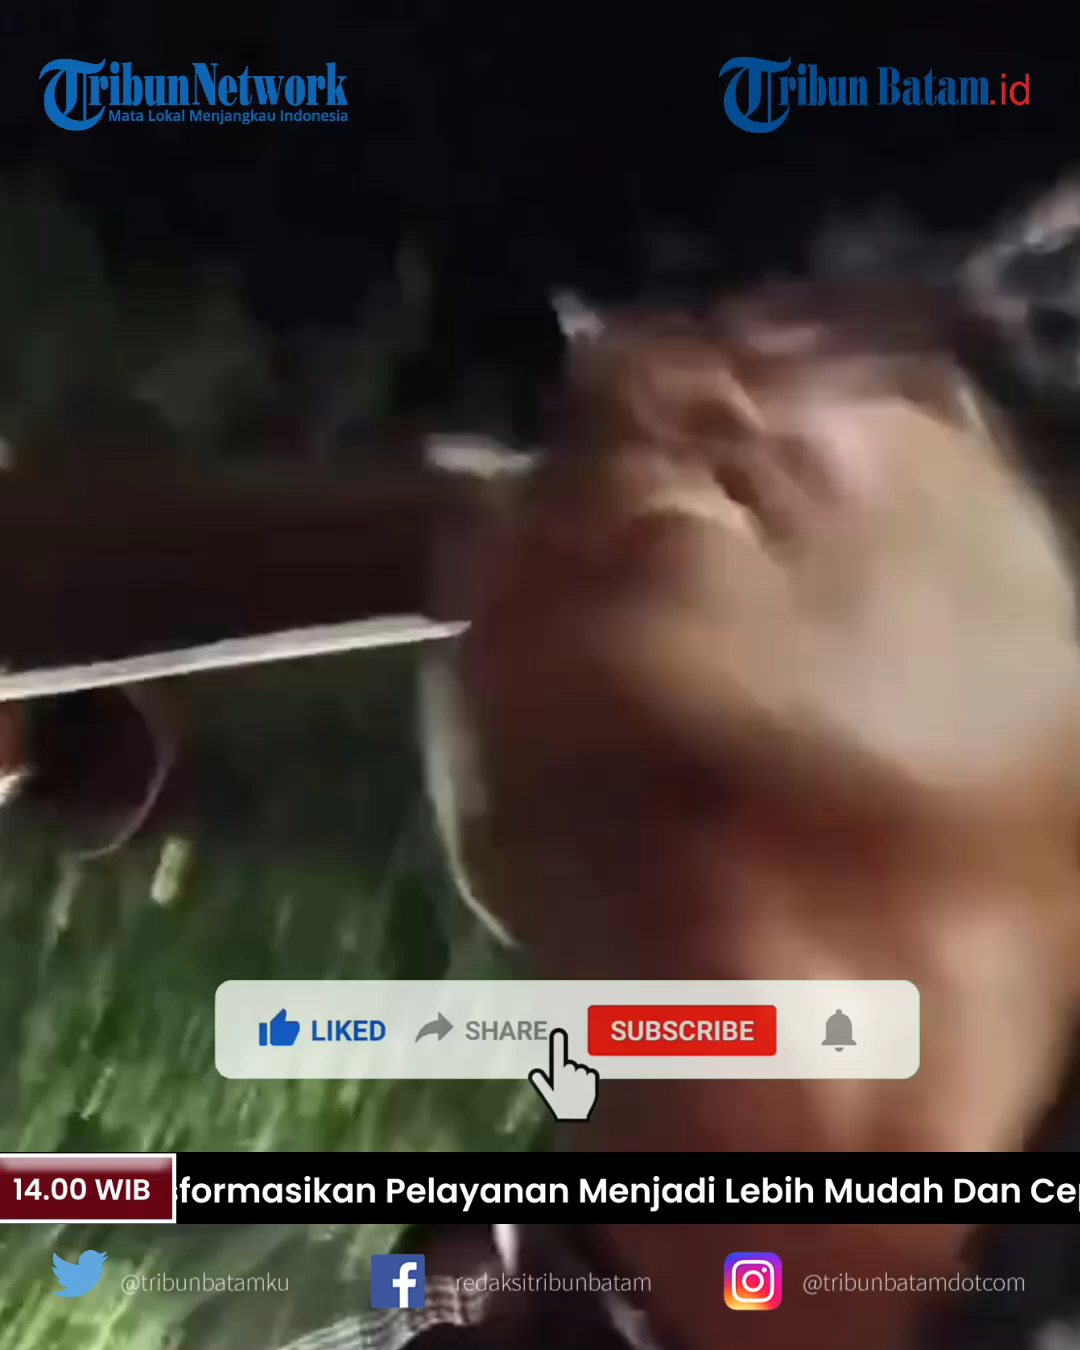 TribunNetwork
Mata Lokal Menjangkau Indonesia
Tribun Batam.id
LIKED
SHARE
SUBSCRIBE
14.00 WIB
sformasikan Pelayanan Menjadi Lebih Mudah Dan Ce
@tribunbatamku
redaksitribunbatam
@tribunbatamdotcom